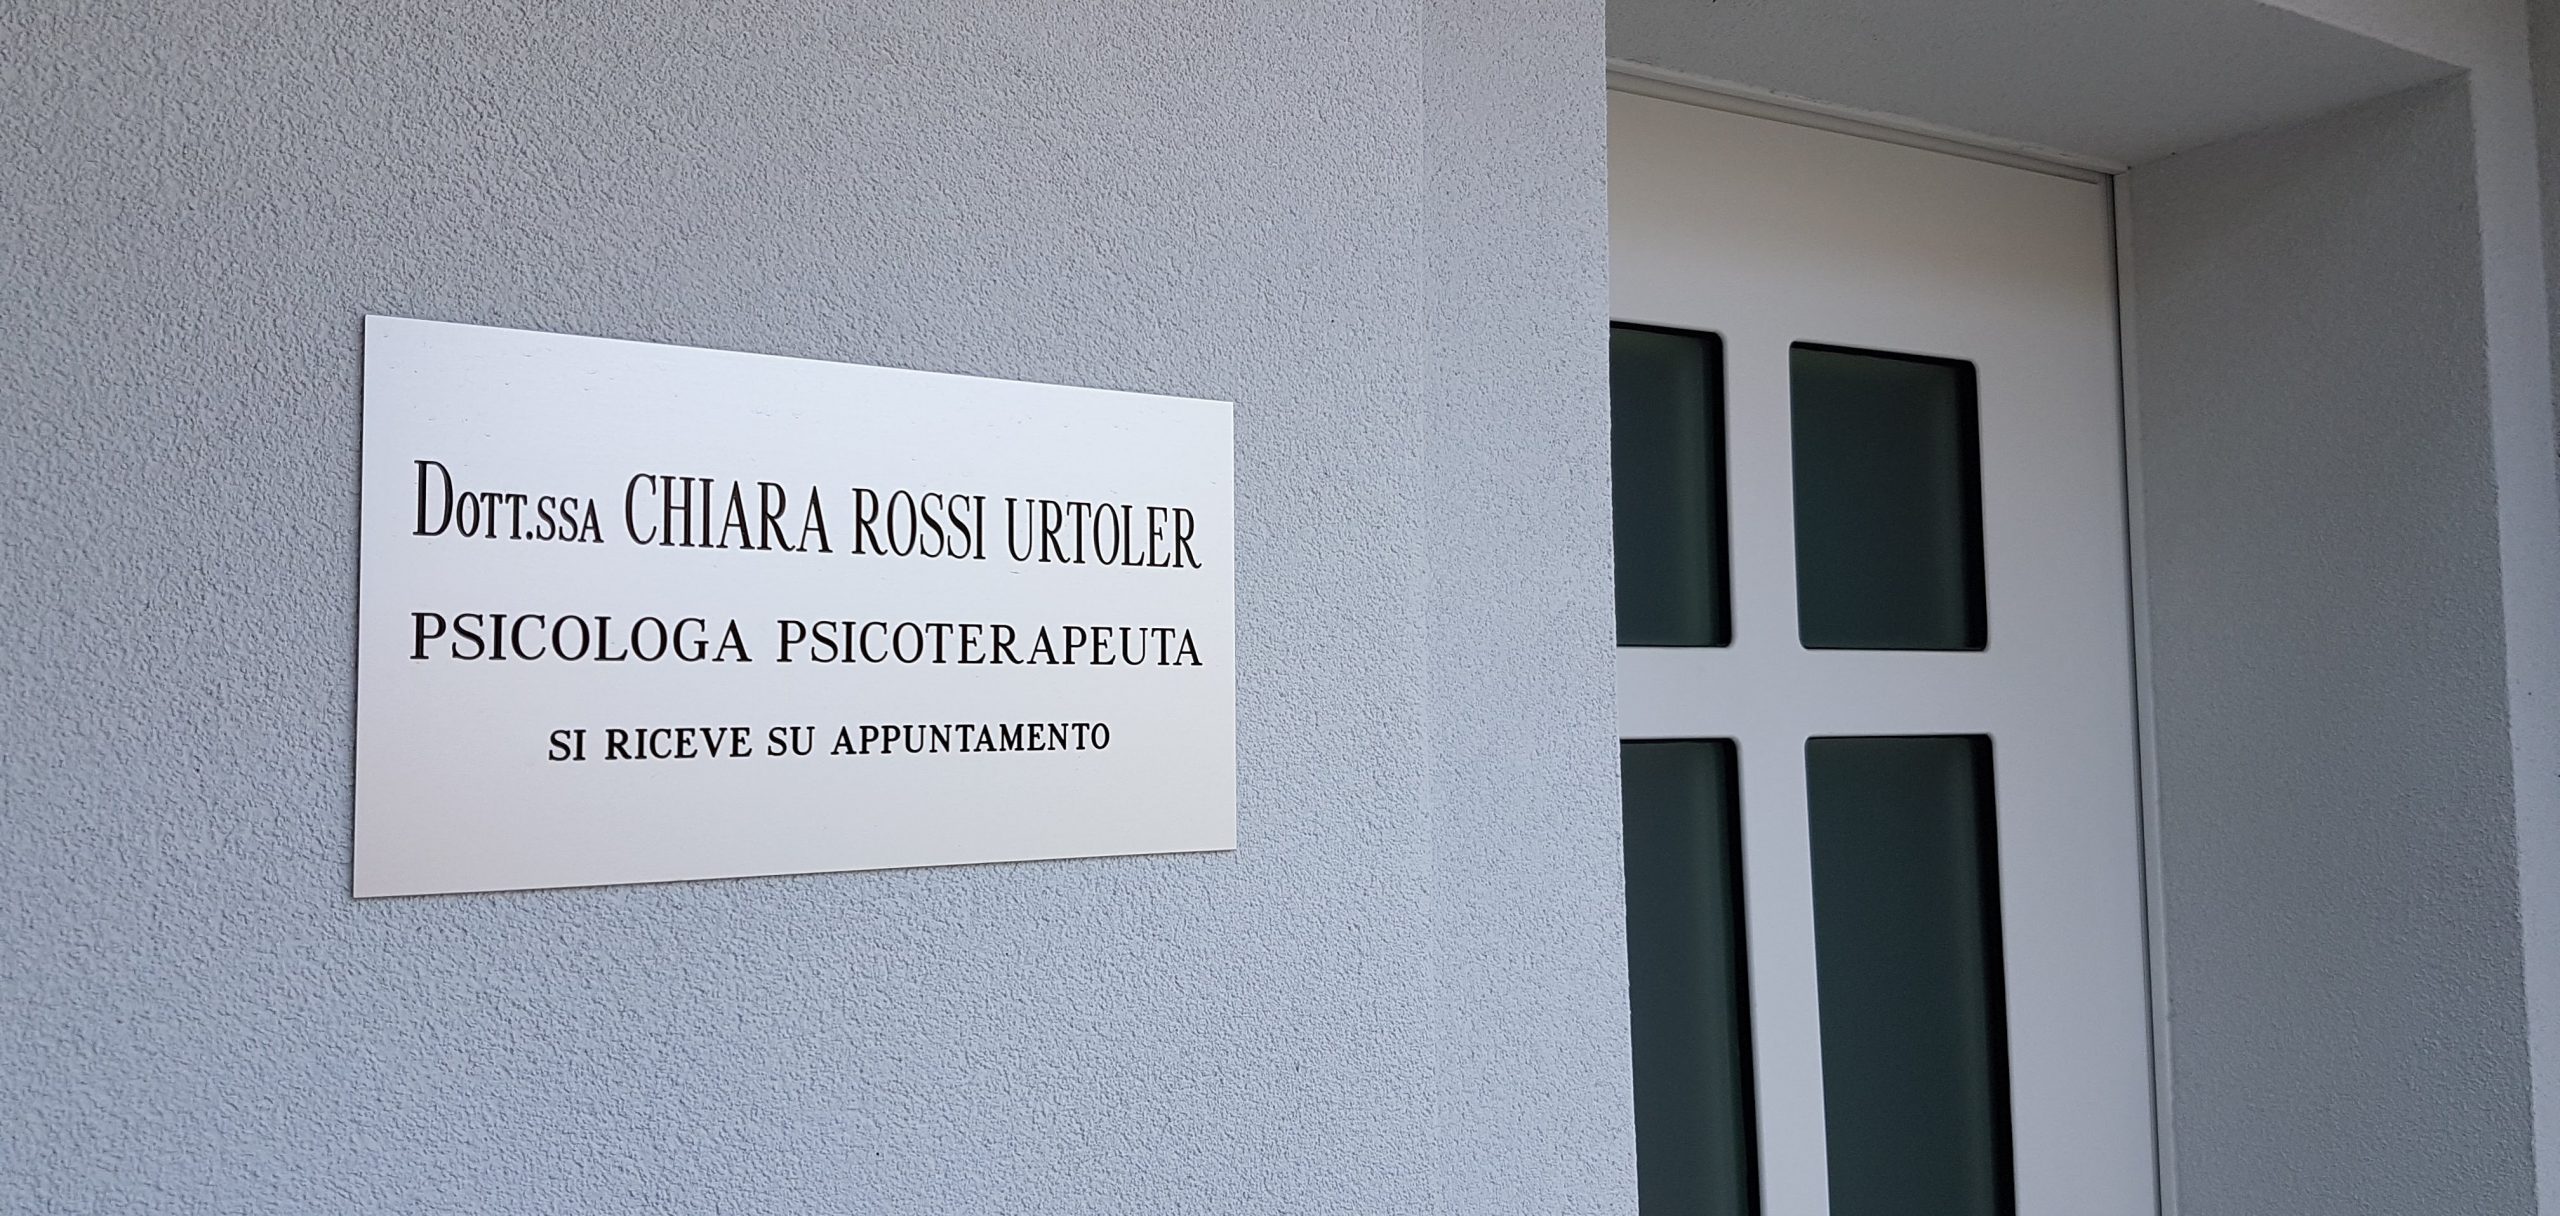 Dott.ssa CHIARA ROSSI URTOLER
PSICOLOGA PSICOTERAPEUTA
SI RICEVE SU APPUNTAMENTO